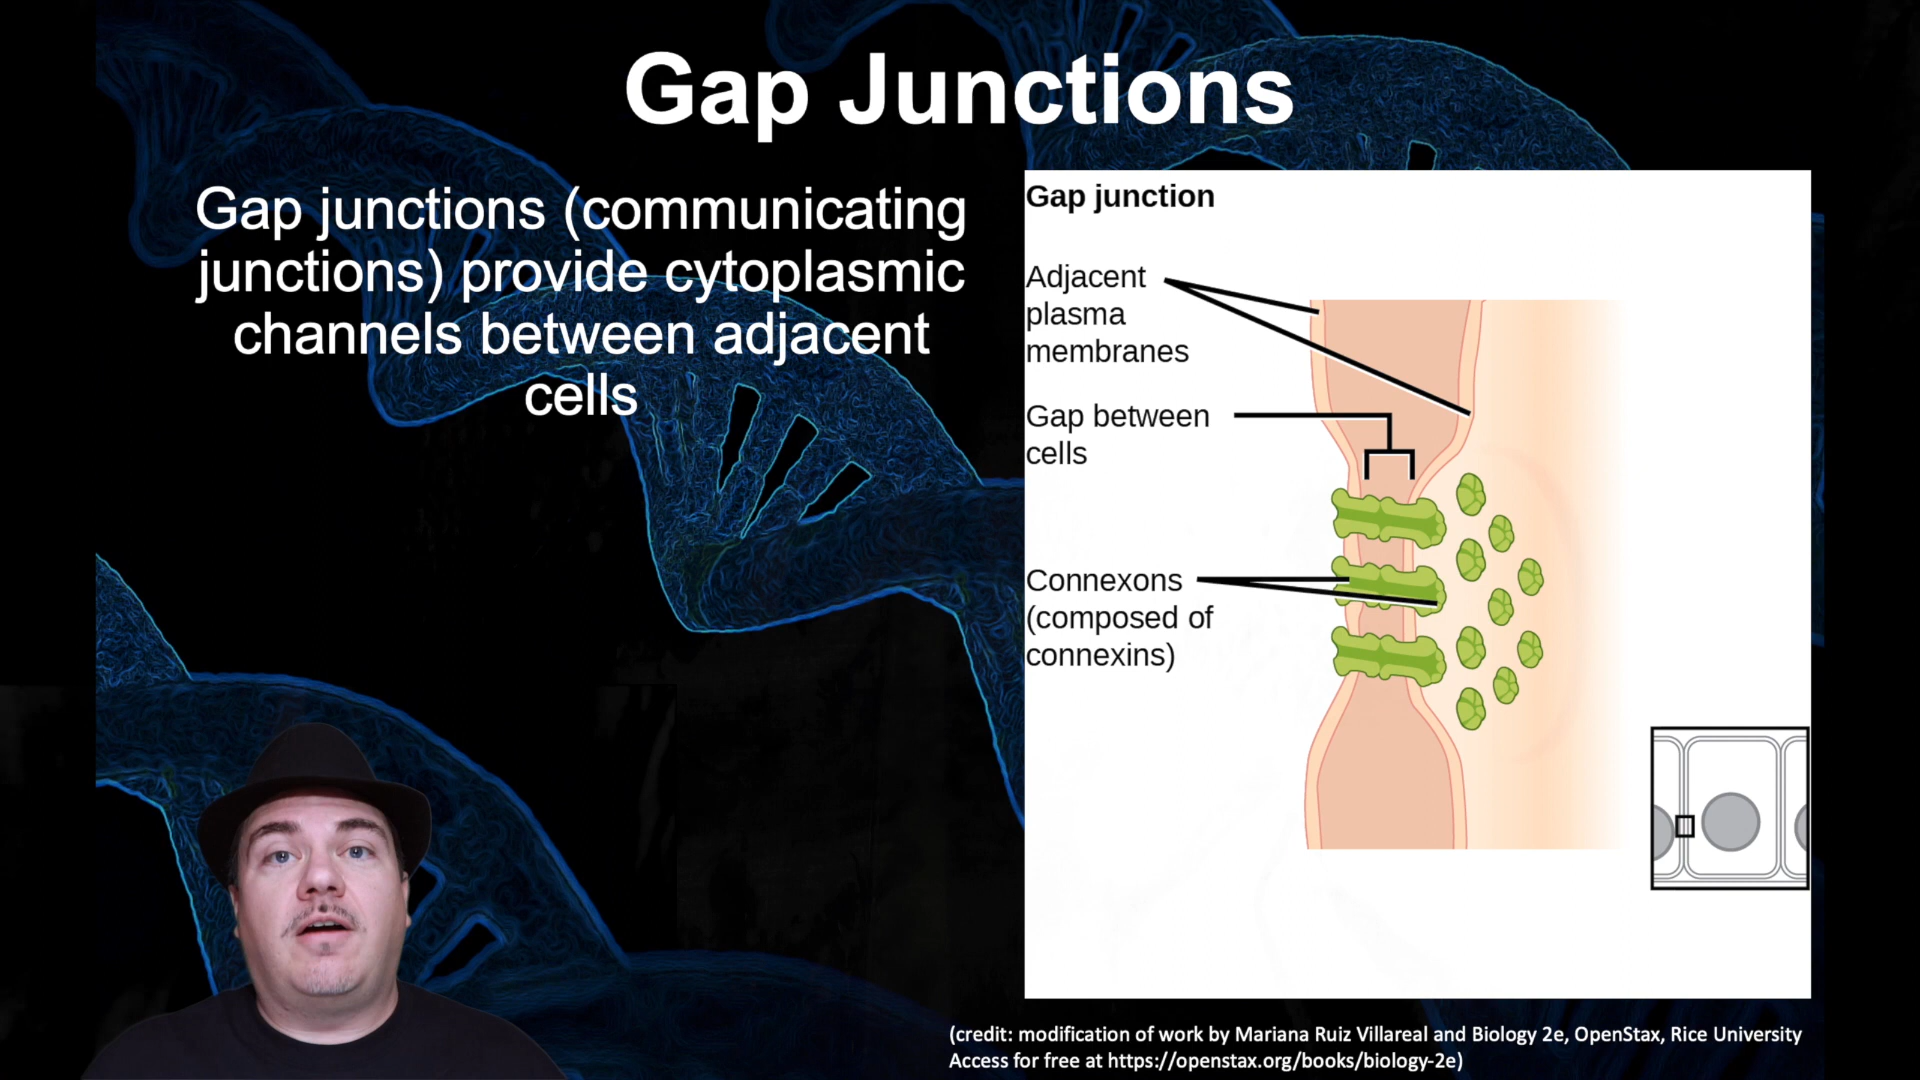 Gap Junctions
Gap junctions (communicating
junctions) provide cytoplasmic
channels between adjacent
cells
Gap junction
Adjacent
plasma
membranes
Gap between
cells
Connexons
(composed of
connexins)
(credit: modification of work by Mariana Ruiz Villareal and Biology 2e, OpenStax, Rice University
Access for free at https://openstax.org/books/biology-2e)